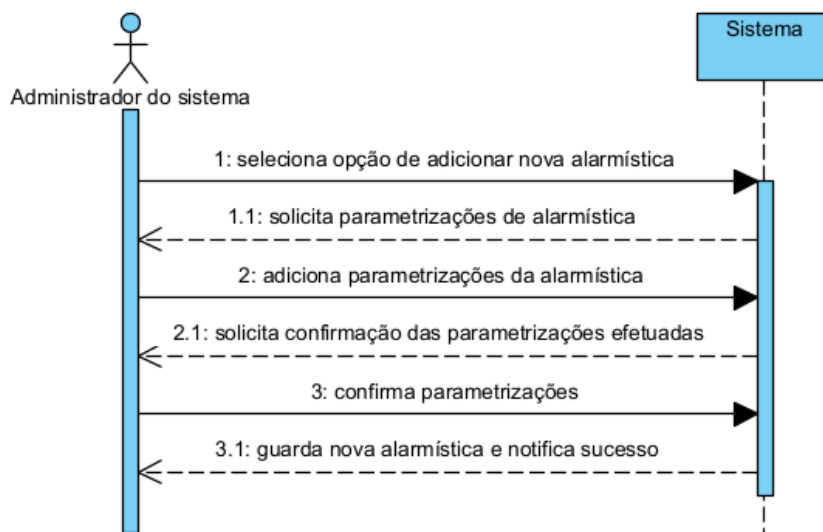 Sistema
Administrador do sistema
1: seleciona opção de adicionar nova alarmística
1.1: solicita parametrizações de alarmística
2: adiciona parametrizações da alarmística
2.1: solicita confirmação das parametrizações efetuadas
3: confirma parametrizações
3.1: guarda nova alarmística e notifica sucesso